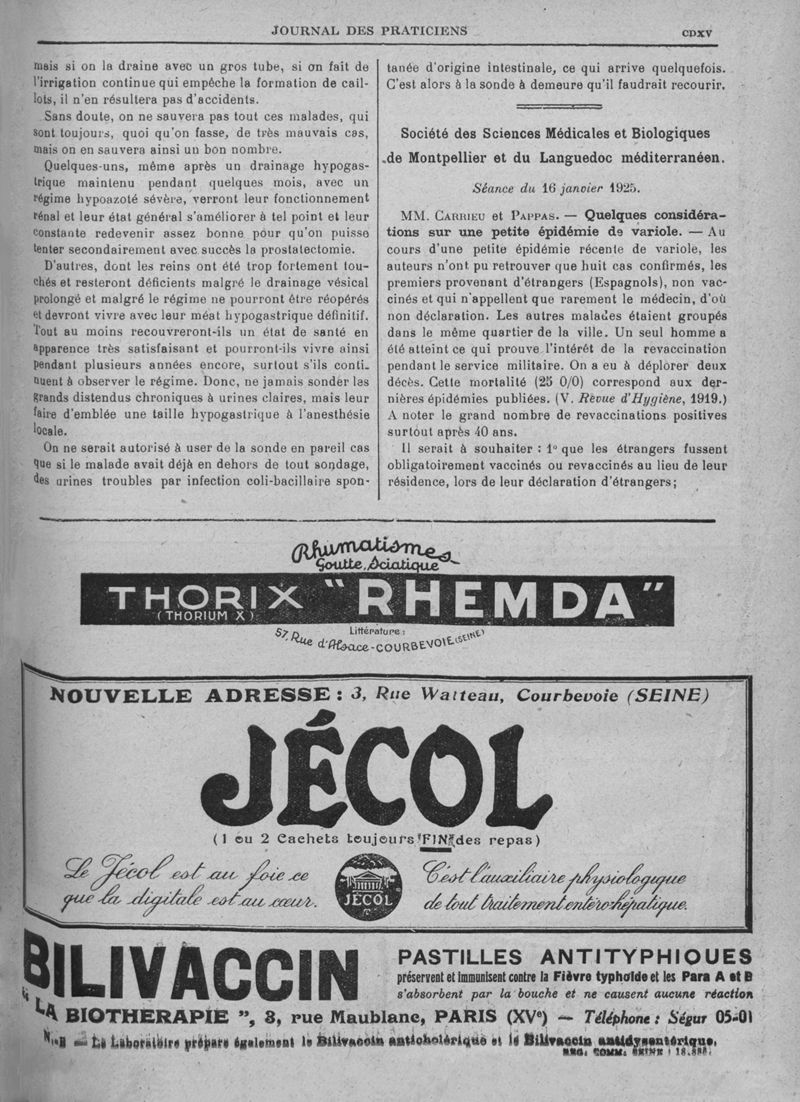 JOURNAL DES PRATICIENS
CDXV
mais si on la draine avec un gros tube, si on fait de
l'irrigation continue qui empêche la formation de cail-
lots, il n'en résultera pas d'accidents.
Sans doute, on ne sauvera pas tout ces malades, qui
sont toujours, quoi qu'on fasse, de très mauvais cas,
mais on en sauvera ainsi un bon nombre.
Quelques-uns, même après un drainage hypogas-
trique maintenu pendant quelques mois, avec un
régime hypoazoté sévère, verront leur fonctionnement
rénal et leur état général s'améliorer à tel point et leur
constante redevenir assez bonne pour qu'on puisse
tenter secondairement avec succès la prostatectomie.
D'autres, dont les reins ont été trop fortement tou-
chés et resteront déficients malgré le drainage vésical
prolongé et malgré le régime ne pourront être réopérés
et devront vivre avec leur méat hypogastrique définitif.
Tout au moins recouvreront-ils un état de santé en
apparence très satisfaisant et pourront-ils vivre ainsi
pendant plusieurs années encore, surtout s'ils conti-
nuent à observer le régime. Donc, ne jamais sonder les
grands distendus chroniques à urines claires, mais leur
faire d'emblée une taille hypogastrique à l'anesthésie
locale.
On ne serait autorisé à user de la sonde en pareil cas
que si le malade avait déjà en dehors de tout sondage,
des urines troubles par infection coli-bacillaire spon-
tanée d'origine intestinale, ce qui arrive quelquefois.
C'est alors à la sonde à demeure qu'il faudrait recourir.
Société des Sciences Médicales et Biologiques
de Montpellier et du Languedoc méditerranéen.
Séance du 16 janvier 1925.
MM. CARRIEU et PAPPAS. — Quelques considéra-
tions sur une petite épidémie de variole. — Au
cours d'une petite épidémie récente de variole, les
auteurs n'ont pu retrouver que huit cas confirmés, les
premiers provenant d'étrangers (Espagnols), non vac-
cinés et qui n'appellent que rarement le médecin, d'où
non déclaration. Les autres malades étaient groupés
dans le même quartier de la ville. Un seul homme a
été atteint ce qui prouve l'intérêt de la revaccination
pendant le service militaire. On a eu à déplorer deux
décès. Cette mortalité (25 0/0) correspond aux der-
nières épidémies publiées. (V. Révue d'Hygiène, 1919.)
A noter le grand nombre de revaccinations positives
surtout après 40 ans.
Il serait à souhaiter : 1° que les étrangers fussent
obligatoirement vaccinés ou revaccinés au lieu de leur
résidence, lors de leur déclaration d'étrangers;
Rhumatismes
Goutte, Sciatique
THORIX "RHEMDA"
(THORIUM X)
Littérature :
57, Rue d'Alsace-COURBEVOIE (SEINE)
NOUVELLE ADRESSE : 3, Rue Watteau, Courbevoie (SEINE)
JÉCOL
(1 ou 2 Cachets toujours "FIN" des repas)
Le Jécol est au foie ce
que la digitale est au cœur.
JÉCOL
C'est l'auxiliaire physiologique
de tout traitement entéro-hépatique.
BILIVACCIN
PASTILLES ANTITYPHIQUES
préservent et immunisent contre la Fièvre typhoïde et les Para A et B
s'absorbent par la bouche et ne causent aucune réaction
" LA BIOTHERAPIE ", 3, rue Maublanc, PARIS (XVe) — Téléphone : Ségur 05-01
N.-B — Le Laboratoire prépare également le Bilivaccin anticholérique et le Bilivaccin antidysentérique.
REG. COMM. SEINE : 18.888.